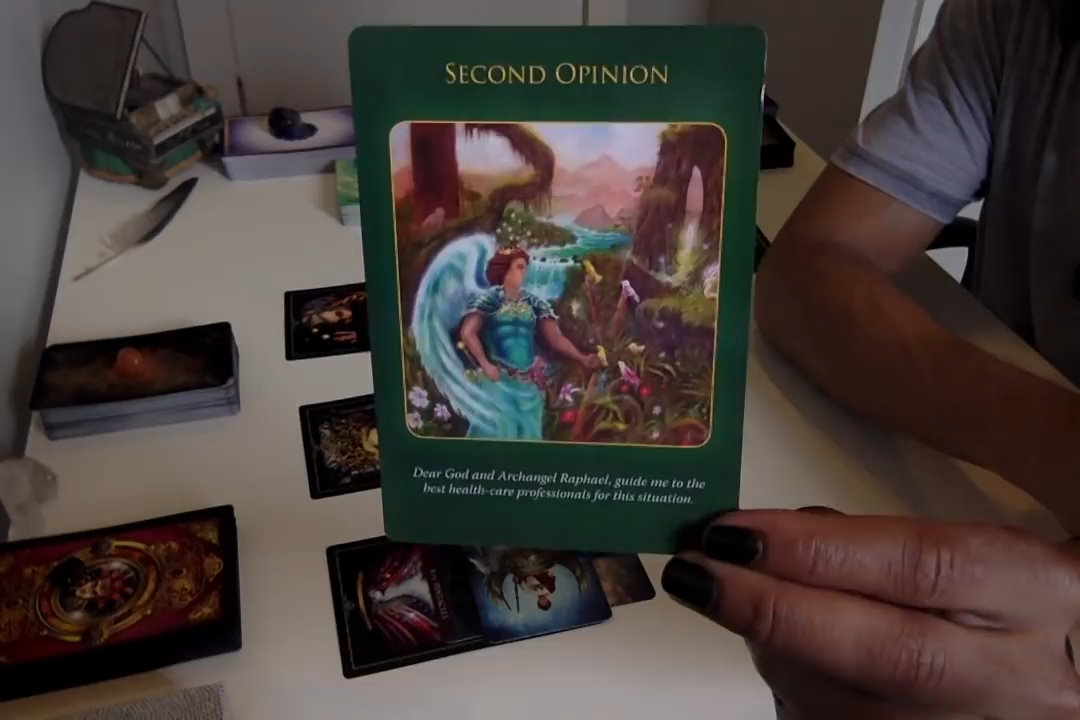 SECOND OPINION
Dear God and Archangel Raphael, guide me to the
best health-care professionals for this situation.